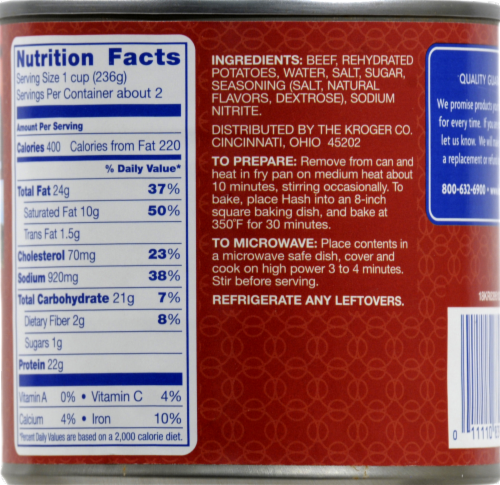 Nutrition Facts
Serving Size 1 cup (236g)
Servings Per Container about 2
Amount Per Serving
Calories 400 Calories from Fat 220
% Daily Value*
Total Fat 24g 37%
Saturated Fat 10g 50%
Trans Fat 1.5g
Cholesterol 70mg 23%
Sodium 920mg 38%
Total Carbohydrate 21g 7%
Dietary Fiber 2g 8%
Sugars 1g
Protein 22g
Vitamin A 0% • Vitamin C 4%
Calcium 4% • Iron 10%
*Percent Daily Values are based on a 2,000 calorie diet.
INGREDIENTS: BEEF, REHYDRATED
POTATOES, WATER, SALT, SUGAR,
SEASONING (SALT, NATURAL
FLAVORS, DEXTROSE), SODIUM
NITRITE.
DISTRIBUTED BY THE KROGER CO.
CINCINNATI, OHIO 45202
TO PREPARE: Remove from can and
heat in fry pan on medium heat about
10 minutes, stirring occasionally. To
bake, place Hash into an 8-inch
square baking dish, and bake at
350°F for 30 minutes.
TO MICROWAVE: Place contents in
a microwave safe dish, cover and
cook on high power 3 to 4 minutes.
Stir before serving.
REFRIGERATE ANY LEFTOVERS.
QUALITY
We promise products
for every time. If
let us know. We
a replacement or
800-632-6900
0 11110